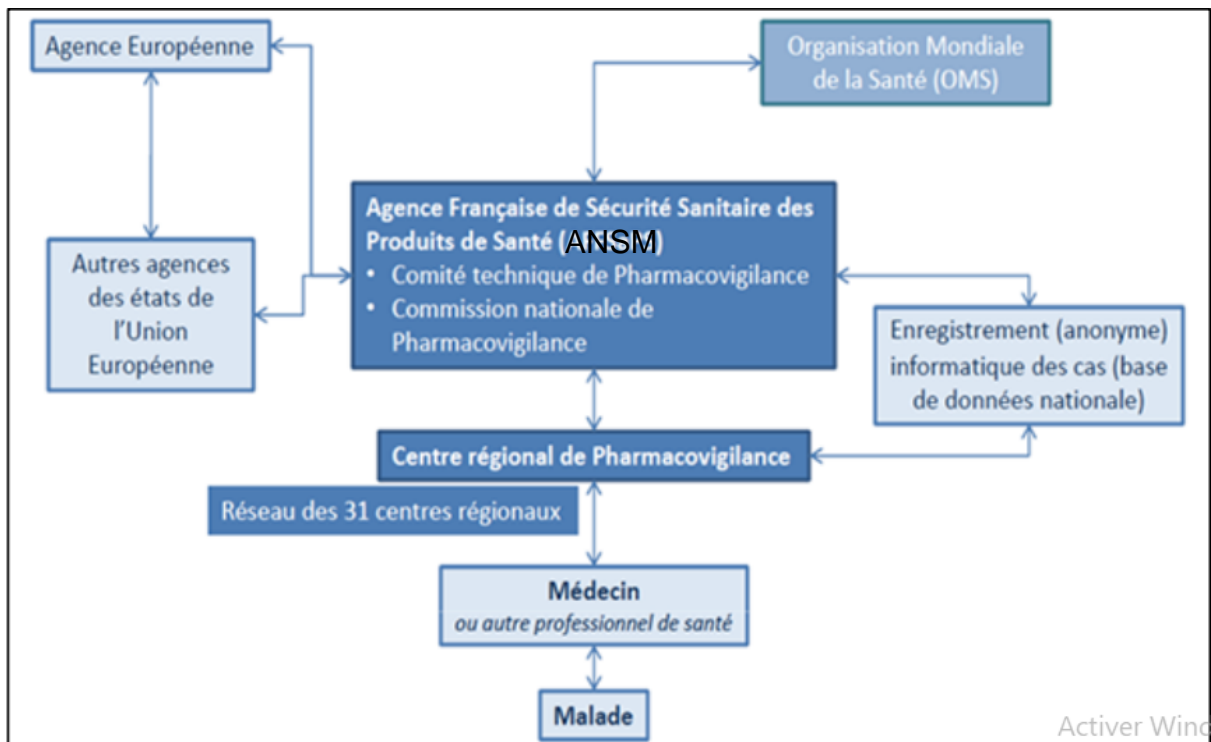 Agence Européenne
Organisation Mondiale
de la Santé (OMS)
Agence Française de Sécurité Sanitaire des
Produits de Santé (ANSM)
• Comité technique de Pharmacovigilance
• Commission nationale de
Pharmacovigilance
Autres agences
des états de
l'Union
Européenne
Enregistrement (anonyme)
informatique des cas (base
de données nationale)
Centre régional de Pharmacovigilance
Réseau des 31 centres régionaux
Médecin
ou autre professionnel de santé
Malade
Activer Wind